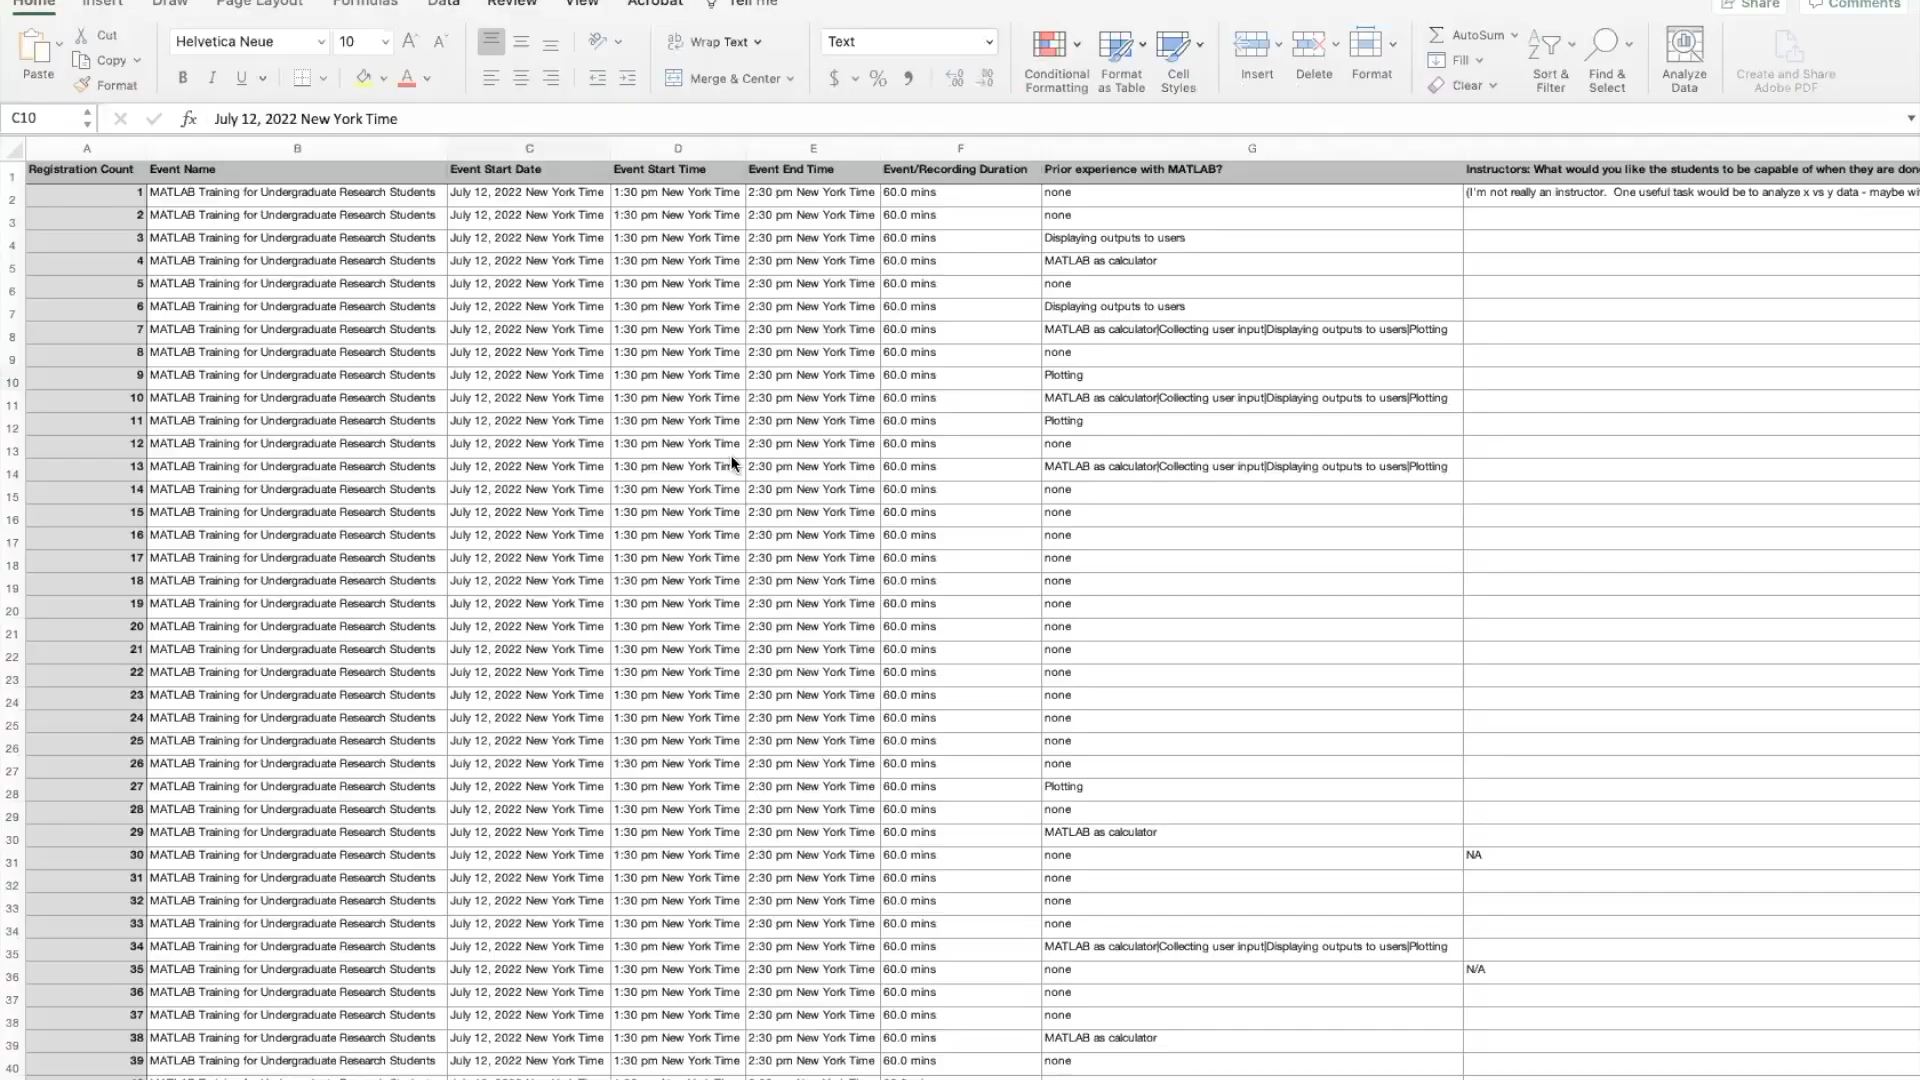 Home Insert Draw Page Layout Formulas Data Review View Acrobat Tell me Share Comments
Paste Cut Copy Format
Helvetica Neue 10 A A Wrap Text Text
B I U A Merge & Center $ %
Conditional Formatting Format as Table Cell Styles Insert Delete Format
AutoSum Fill Clear Sort & Filter Find & Select Analyze Data Create and Share Adobe PDF
C10 fx July 12, 2022 New York Time
A B C D E F G
1 Registration Count Event Name Event Start Date Event Start Time Event End Time Event/Recording Duration Prior experience with MATLAB? Instructors: What would you like the students to be capable of when they are
2 1 MATLAB Training for Undergraduate Research Students July 12, 2022 New York Time 1:30 pm New York Time 2:30 pm New York Time 60.0 mins none (I'm not really an instructor. One useful task would be to analyze x vs y data - maybe
3 2 MATLAB Training for Undergraduate Research Students July 12, 2022 New York Time 1:30 pm New York Time 2:30 pm New York Time 60.0 mins none
4 3 MATLAB Training for Undergraduate Research Students July 12, 2022 New York Time 1:30 pm New York Time 2:30 pm New York Time 60.0 mins Displaying outputs to users
5 4 MATLAB Training for Undergraduate Research Students July 12, 2022 New York Time 1:30 pm New York Time 2:30 pm New York Time 60.0 mins MATLAB as calculator
6 5 MATLAB Training for Undergraduate Research Students July 12, 2022 New York Time 1:30 pm New York Time 2:30 pm New York Time 60.0 mins none
7 6 MATLAB Training for Undergraduate Research Students July 12, 2022 New York Time 1:30 pm New York Time 2:30 pm New York Time 60.0 mins Displaying outputs to users
8 7 MATLAB Training for Undergraduate Research Students July 12, 2022 New York Time 1:30 pm New York Time 2:30 pm New York Time 60.0 mins MATLAB as calculator|Collecting user input|Displaying outputs to users|Plotting
9 8 MATLAB Training for Undergraduate Research Students July 12, 2022 New York Time 1:30 pm New York Time 2:30 pm New York Time 60.0 mins none
10 9 MATLAB Training for Undergraduate Research Students July 12, 2022 New York Time 1:30 pm New York Time 2:30 pm New York Time 60.0 mins Plotting
11 10 MATLAB Training for Undergraduate Research Students July 12, 2022 New York Time 1:30 pm New York Time 2:30 pm New York Time 60.0 mins MATLAB as calculator|Collecting user input|Displaying outputs to users|Plotting
12 11 MATLAB Training for Undergraduate Research Students July 12, 2022 New York Time 1:30 pm New York Time 2:30 pm New York Time 60.0 mins Plotting
13 12 MATLAB Training for Undergraduate Research Students July 12, 2022 New York Time 1:30 pm New York Time 2:30 pm New York Time 60.0 mins none
14 13 MATLAB Training for Undergraduate Research Students July 12, 2022 New York Time 1:30 pm New York Time 2:30 pm New York Time 60.0 mins MATLAB as calculator|Collecting user input|Displaying outputs to users|Plotting
15 14 MATLAB Training for Undergraduate Research Students July 12, 2022 New York Time 1:30 pm New York Time 2:30 pm New York Time 60.0 mins none
16 15 MATLAB Training for Undergraduate Research Students July 12, 2022 New York Time 1:30 pm New York Time 2:30 pm New York Time 60.0 mins none
17 16 MATLAB Training for Undergraduate Research Students July 12, 2022 New York Time 1:30 pm New York Time 2:30 pm New York Time 60.0 mins none
18 17 MATLAB Training for Undergraduate Research Students July 12, 2022 New York Time 1:30 pm New York Time 2:30 pm New York Time 60.0 mins none
19 18 MATLAB Training for Undergraduate Research Students July 12, 2022 New York Time 1:30 pm New York Time 2:30 pm New York Time 60.0 mins none
20 19 MATLAB Training for Undergraduate Research Students July 12, 2022 New York Time 1:30 pm New York Time 2:30 pm New York Time 60.0 mins none
21 20 MATLAB Training for Undergraduate Research Students July 12, 2022 New York Time 1:30 pm New York Time 2:30 pm New York Time 60.0 mins none
22 21 MATLAB Training for Undergraduate Research Students July 12, 2022 New York Time 1:30 pm New York Time 2:30 pm New York Time 60.0 mins none
23 22 MATLAB Training for Undergraduate Research Students July 12, 2022 New York Time 1:30 pm New York Time 2:30 pm New York Time 60.0 mins none
24 23 MATLAB Training for Undergraduate Research Students July 12, 2022 New York Time 1:30 pm New York Time 2:30 pm New York Time 60.0 mins none
25 24 MATLAB Training for Undergraduate Research Students July 12, 2022 New York Time 1:30 pm New York Time 2:30 pm New York Time 60.0 mins none
26 25 MATLAB Training for Undergraduate Research Students July 12, 2022 New York Time 1:30 pm New York Time 2:30 pm New York Time 60.0 mins none
27 26 MATLAB Training for Undergraduate Research Students July 12, 2022 New York Time 1:30 pm New York Time 2:30 pm New York Time 60.0 mins none
28 27 MATLAB Training for Undergraduate Research Students July 12, 2022 New York Time 1:30 pm New York Time 2:30 pm New York Time 60.0 mins Plotting
29 28 MATLAB Training for Undergraduate Research Students July 12, 2022 New York Time 1:30 pm New York Time 2:30 pm New York Time 60.0 mins none
30 29 MATLAB Training for Undergraduate Research Students July 12, 2022 New York Time 1:30 pm New York Time 2:30 pm New York Time 60.0 mins MATLAB as calculator
31 30 MATLAB Training for Undergraduate Research Students July 12, 2022 New York Time 1:30 pm New York Time 2:30 pm New York Time 60.0 mins none NA
32 31 MATLAB Training for Undergraduate Research Students July 12, 2022 New York Time 1:30 pm New York Time 2:30 pm New York Time 60.0 mins none
33 32 MATLAB Training for Undergraduate Research Students July 12, 2022 New York Time 1:30 pm New York Time 2:30 pm New York Time 60.0 mins none
34 33 MATLAB Training for Undergraduate Research Students July 12, 2022 New York Time 1:30 pm New York Time 2:30 pm New York Time 60.0 mins none
35 34 MATLAB Training for Undergraduate Research Students July 12, 2022 New York Time 1:30 pm New York Time 2:30 pm New York Time 60.0 mins MATLAB as calculator|Collecting user input|Displaying outputs to users|Plotting
36 35 MATLAB Training for Undergraduate Research Students July 12, 2022 New York Time 1:30 pm New York Time 2:30 pm New York Time 60.0 mins none N/A
37 36 MATLAB Training for Undergraduate Research Students July 12, 2022 New York Time 1:30 pm New York Time 2:30 pm New York Time 60.0 mins none
38 37 MATLAB Training for Undergraduate Research Students July 12, 2022 New York Time 1:30 pm New York Time 2:30 pm New York Time 60.0 mins none
39 38 MATLAB Training for Undergraduate Research Students July 12, 2022 New York Time 1:30 pm New York Time 2:30 pm New York Time 60.0 mins MATLAB as calculator
40 39 MATLAB Training for Undergraduate Research Students July 12, 2022 New York Time 1:30 pm New York Time 2:30 pm New York Time 60.0 mins none